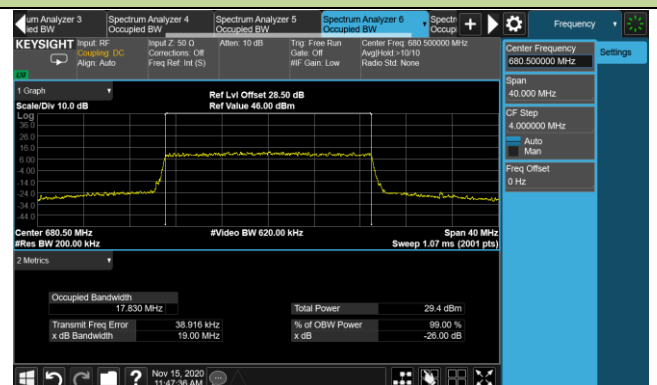 um Analyzer 3
ied BW
Spectrum Analyzer 4
Occupied BW
Spectrum Analyzer 5
Occupied BW
Spectrum Analyzer 6
Occupied BW
Spectr
Occupi
Frequency
KEYSIGHT
Input: RF
Coupling: DC
Align: Auto
Input Z: 50 Ω
Corrections: Off
Freq Ref: Int (S)
Atten: 10 dB
Trig: Free Run
Gate: Off
#IF Gain: Low
Center Freq: 680.500000 MHz
Avg|Hold:>10/10
Radio Std: None
Center Frequency
680.500000 MHz
Settings
Span
40.000 MHz
CF Step
4.000000 MHz
Auto
Man
Freq Offset
0 Hz
LXI
1 Graph
Scale/Div 10.0 dB
Ref Lvl Offset 28.50 dB
Ref Value 46.00 dBm
Log
36.0
26.0
16.0
6.00
-4.00
-14.0
-24.0
-34.0
-44.0
Center 680.50 MHz
#Res BW 200.00 kHz
#Video BW 620.00 kHz
Span 40 MHz
Sweep 1.07 ms (2001 pts)
2 Metrics
Occupied Bandwidth
17.830 MHz
Total Power 29.4 dBm
Transmit Freq Error 38.916 kHz
% of OBW Power 99.00 %
x dB Bandwidth 19.00 MHz
x dB -26.00 dB
?
Nov 15, 2020
11:47:36 AM